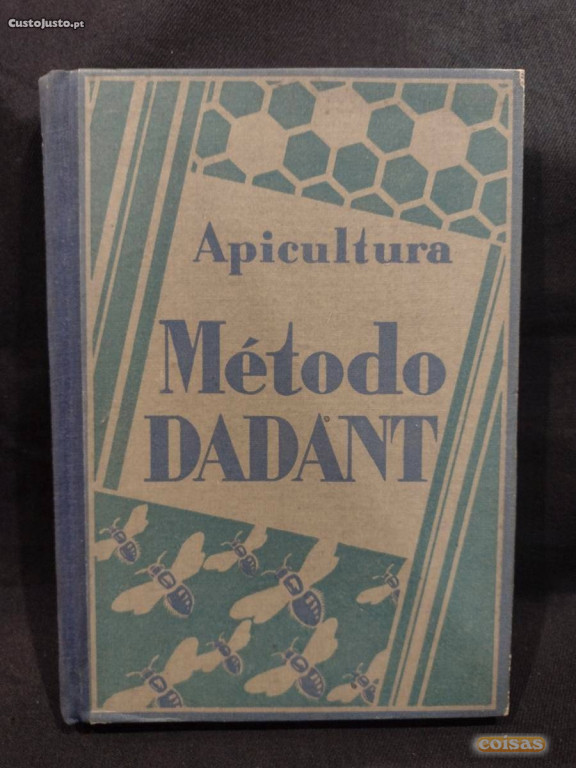 CustoJusto.pt
Apicultura
Método
DADANT
coisas